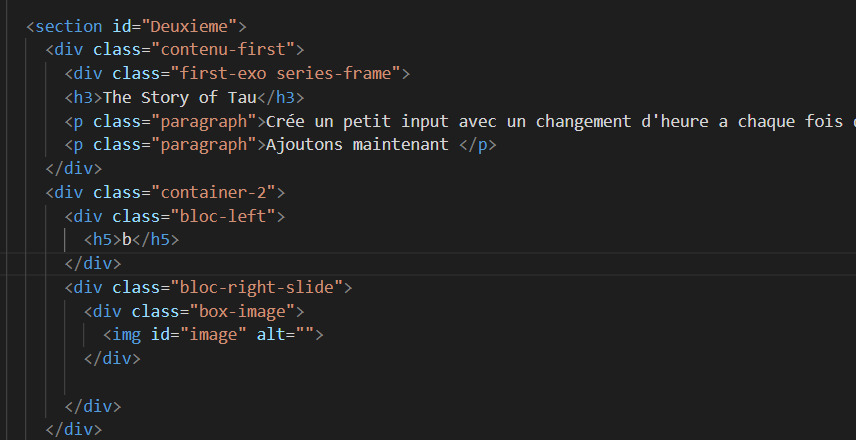 <section id="Deuxieme">
<div class="contenu-first">
<div class="first-exo series-frame">
<h3>The Story of Tau</h3>
<p class="paragraph">Crée un petit input avec un changement d'heure a chaque fois
<p class="paragraph">Ajoutons maintenant </p>
</div>
<div class="container-2">
<div class="bloc-left">
<h5>b</h5>
</div>
<div class="bloc-right-slide">
<div class="box-image">
<img id="image" alt="">
</div>
</div>
</div>